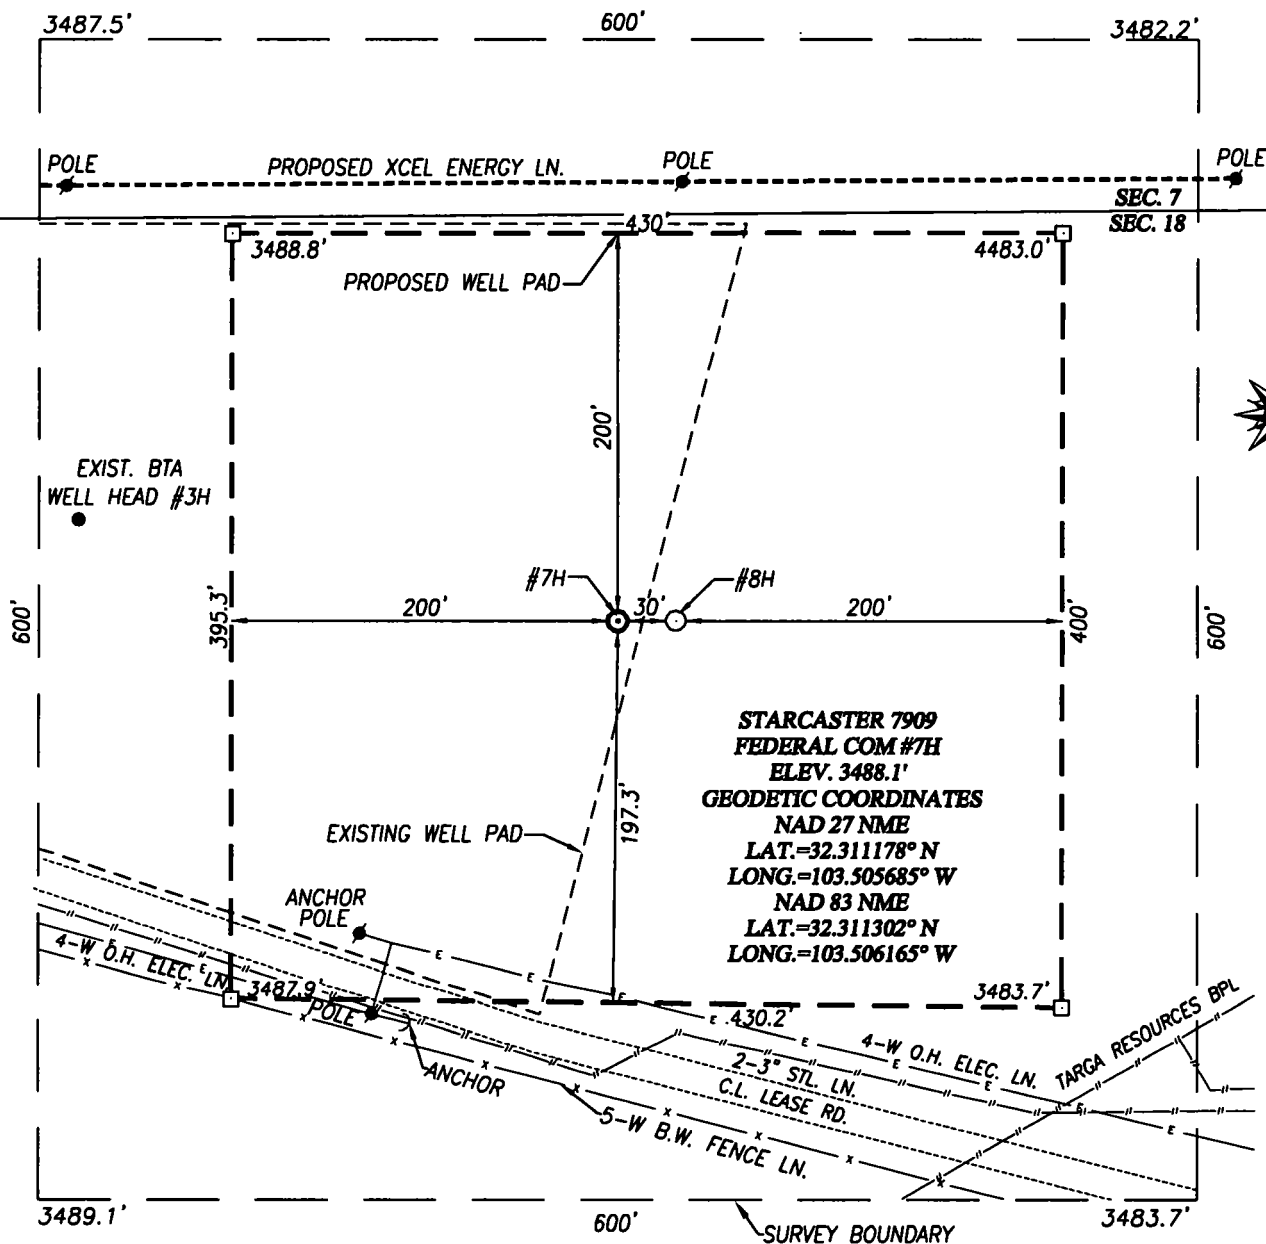 3487.5'
600'
3482.2'
POLE
PROPOSED XCEL ENERGY LN.
POLE
POLE
SEC. 7
SEC. 18
430'
3488.8'
4483.0'
PROPOSED WELL PAD
200'
EXIST. BTA
WELL HEAD #3H
#7H
#8H
600'
395.3'
200'
30'
200'
400'
600'
STARCASTER 7909
FEDERAL COM #7H
ELEV. 3488.1'
GEODETIC COORDINATES
NAD 27 NME
LAT.=32.311178° N
LONG.=103.505685° W
NAD 83 NME
LAT.=32.311302° N
LONG.=103.506165° W
197.3'
EXISTING WELL PAD
ANCHOR
POLE
4-W O.H. ELEC. LN.
E
E
E
E
3487.9'
3483.7'
POLE
E
430.2'
E
4-W O.H. ELEC. LN.
E
E
E
TARGA RESOURCES BPL
2-3" STL. LN.
C.L. LEASE RD.
ANCHOR
5-W B.W. FENCE LN.
3489.1'
600'
SURVEY BOUNDARY
3483.7'